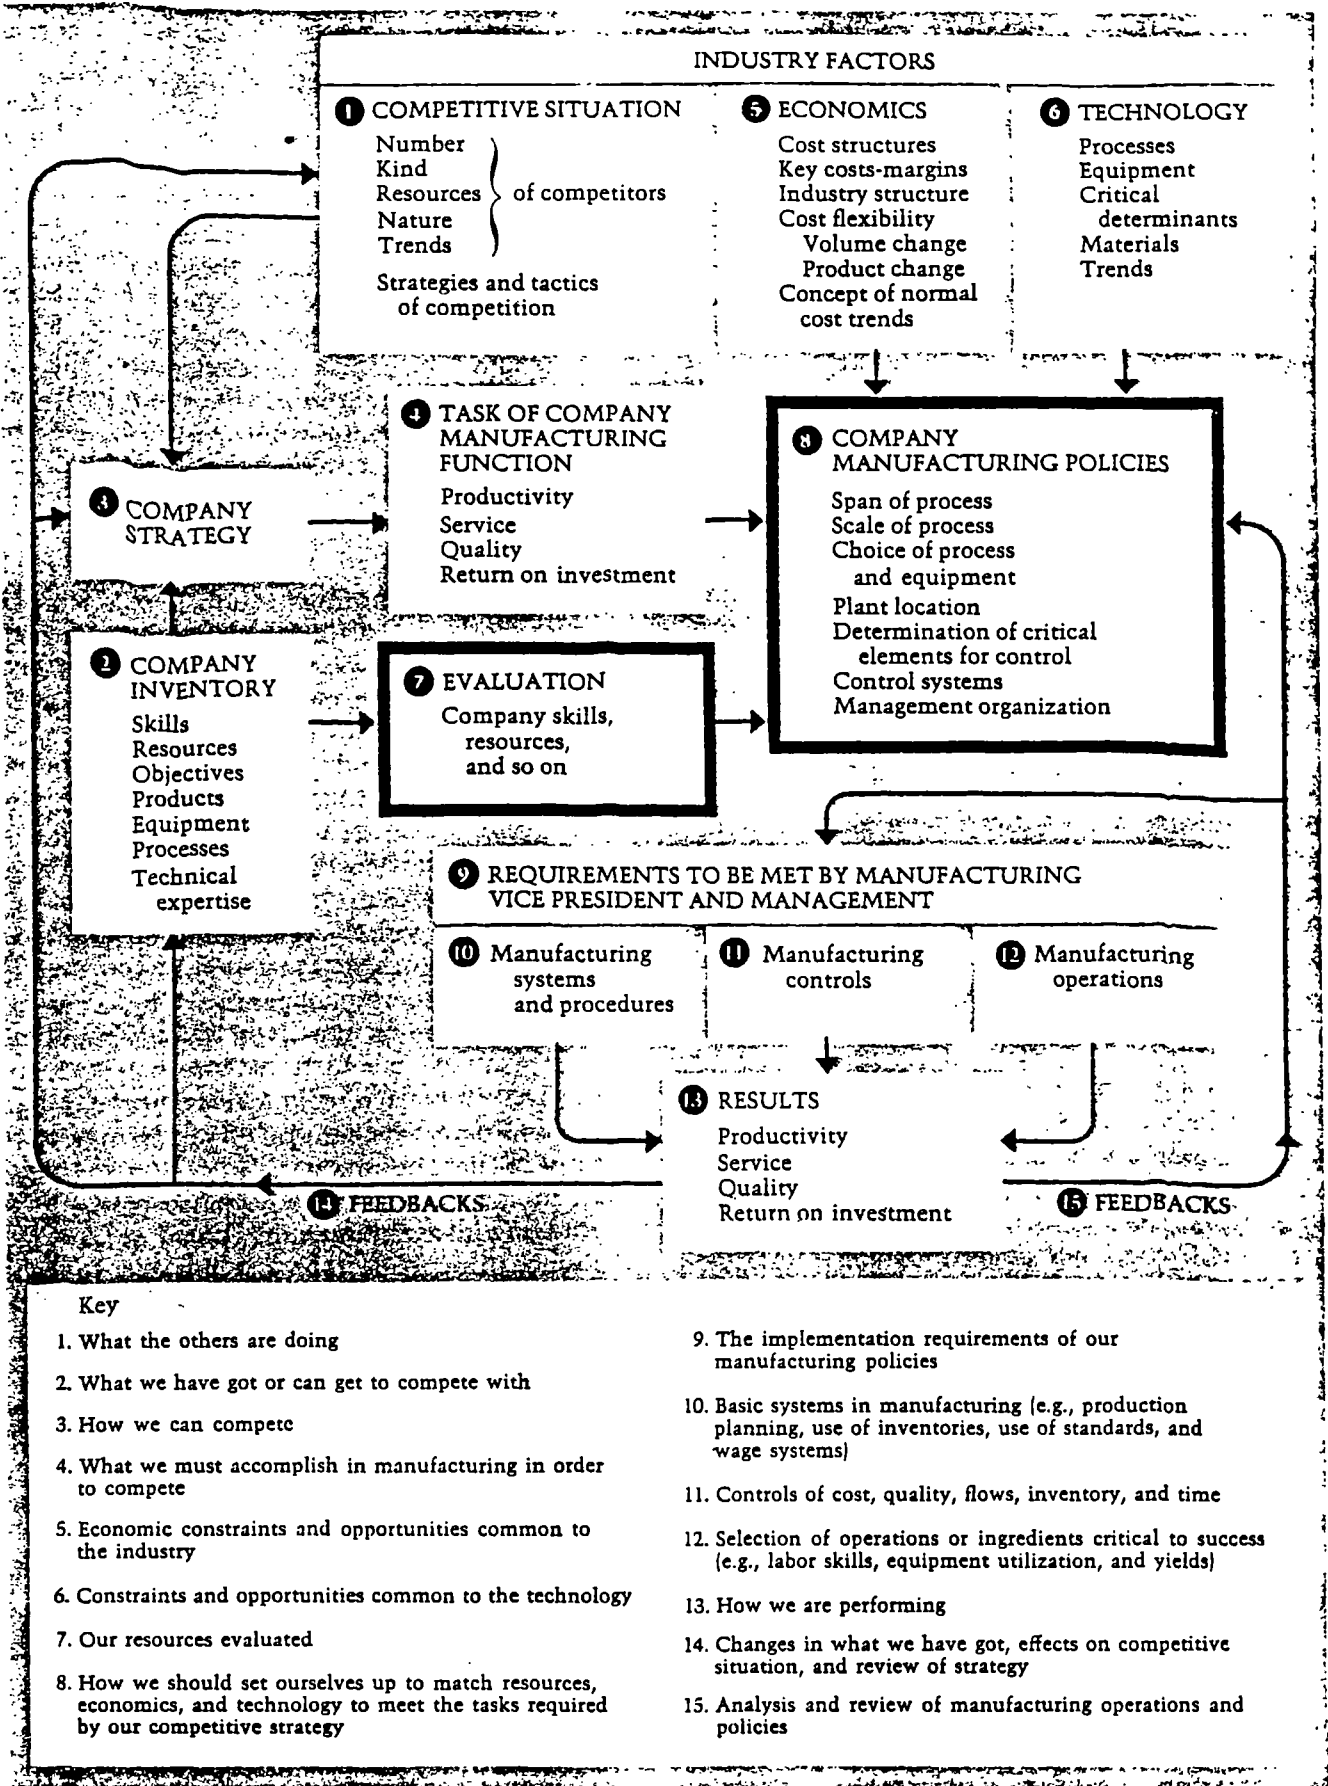 INDUSTRY FACTORS
1 COMPETITIVE SITUATION
Number
Kind
Resources
Nature
Trends
of competitors
Strategies and tactics
of competition
5 ECONOMICS
Cost structures
Key costs-margins
Industry structure
Cost flexibility
Volume change
Product change
Concept of normal
cost trends
6 TECHNOLOGY
Processes
Equipment
Critical
determinants
Materials
Trends
3 COMPANY
STRATEGY
4 TASK OF COMPANY
MANUFACTURING
FUNCTION
Productivity
Service
Quality
Return on investment
8 COMPANY
MANUFACTURING POLICIES
Span of process
Scale of process
Choice of process
and equipment
Plant location
Determination of critical
elements for control
Control systems
Management organization
2 COMPANY
INVENTORY
Skills
Resources
Objectives
Products
Equipment
Processes
Technical
expertise
7 EVALUATION
Company skills,
resources,
and so on
9 REQUIREMENTS TO BE MET BY MANUFACTURING
VICE PRESIDENT AND MANAGEMENT
10 Manufacturing
systems
and procedures
11 Manufacturing
controls
12 Manufacturing
operations
13 RESULTS
Productivity
Service
Quality
Return on investment
14 FEEDBACKS
15 FEEDBACKS
Key
1. What the others are doing
2. What we have got or can get to compete with
3. How we can compete
4. What we must accomplish in manufacturing in order
to compete
5. Economic constraints and opportunities common to
the industry
6. Constraints and opportunities common to the technology
7. Our resources evaluated
8. How we should set ourselves up to match resources,
economics, and technology to meet the tasks required
by our competitive strategy
9. The implementation requirements of our
manufacturing policies
10. Basic systems in manufacturing (e.g., production
planning, use of inventories, use of standards, and
wage systems)
11. Controls of cost, quality, flows, inventory, and time
12. Selection of operations or ingredients critical to success
(e.g., labor skills, equipment utilization, and yields)
13. How we are performing
14. Changes in what we have got, effects on competitive
situation, and review of strategy
15. Analysis and review of manufacturing operations and
policies